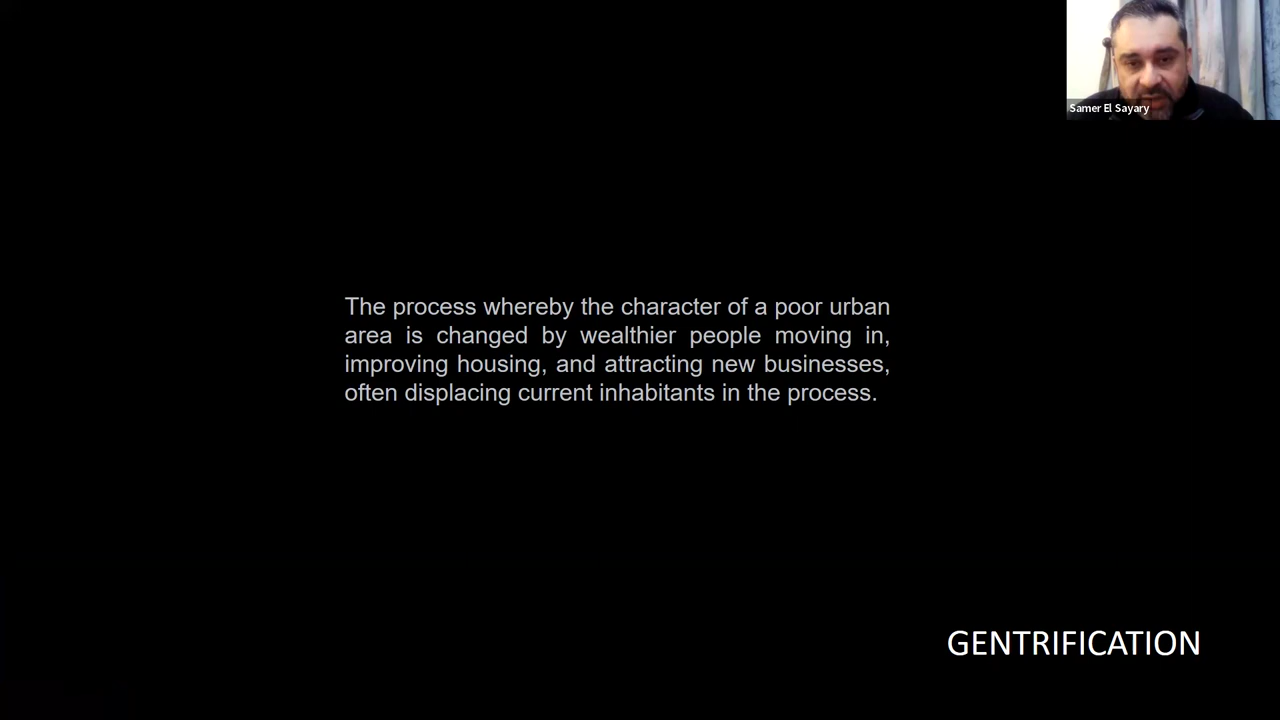 Samer El Sayary
The process whereby the character of a poor urban
area is changed by wealthier people moving in,
improving housing, and attracting new businesses,
often displacing current inhabitants in the process.
GENTRIFICATION